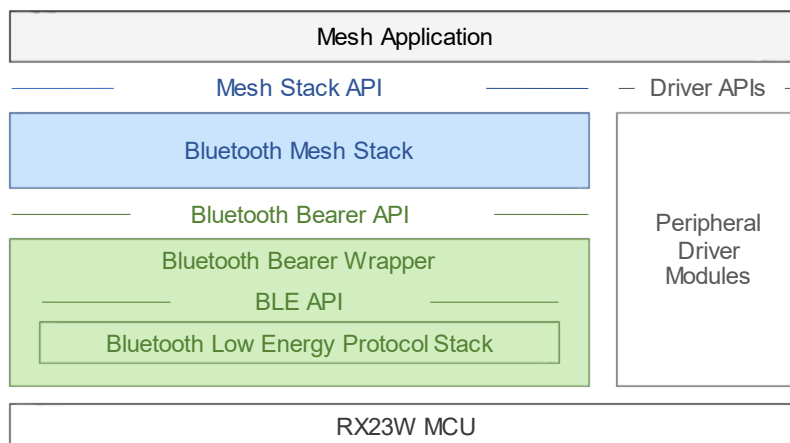 Mesh Application
Mesh Stack API
Driver APIs
Bluetooth Mesh Stack
Bluetooth Bearer API
Peripheral
Driver
Modules
Bluetooth Bearer Wrapper
BLE API
Bluetooth Low Energy Protocol Stack
RX23W MCU